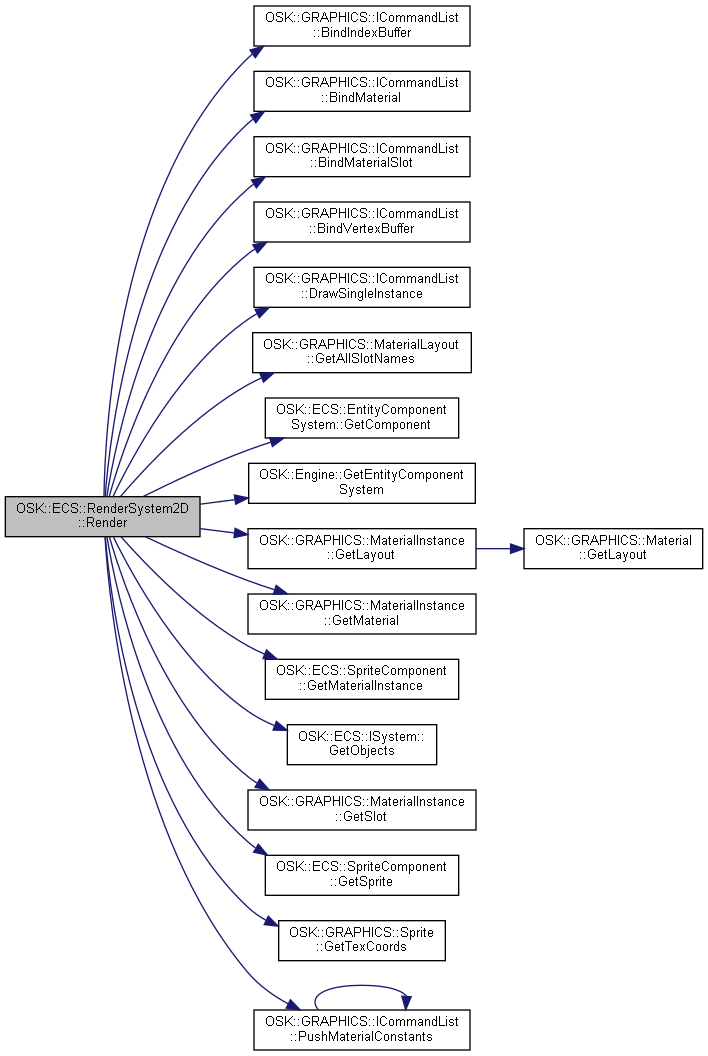 OSK::GRAPHICS::ICommandList
::BindIndexBuffer
OSK::GRAPHICS::ICommandList
::BindMaterial
OSK::GRAPHICS::ICommandList
::BindMaterialSlot
OSK::GRAPHICS::ICommandList
::BindVertexBuffer
OSK::GRAPHICS::ICommandList
::DrawSingleInstance
OSK::GRAPHICS::MaterialLayout
::GetAllSlotNames
OSK::ECS::EntityComponent
System::GetComponent
OSK::Engine::GetEntityComponent
System
OSK::ECS::RenderSystem2D
::Render
OSK::GRAPHICS::MaterialInstance
::GetLayout
OSK::GRAPHICS::Material
::GetLayout
OSK::GRAPHICS::MaterialInstance
::GetMaterial
OSK::ECS::SpriteComponent
::GetMaterialInstance
OSK::ECS::ISystem::
GetObjects
OSK::GRAPHICS::MaterialInstance
::GetSlot
OSK::ECS::SpriteComponent
::GetSprite
OSK::GRAPHICS::Sprite
::GetTexCoords
OSK::GRAPHICS::ICommandList
::PushMaterialConstants